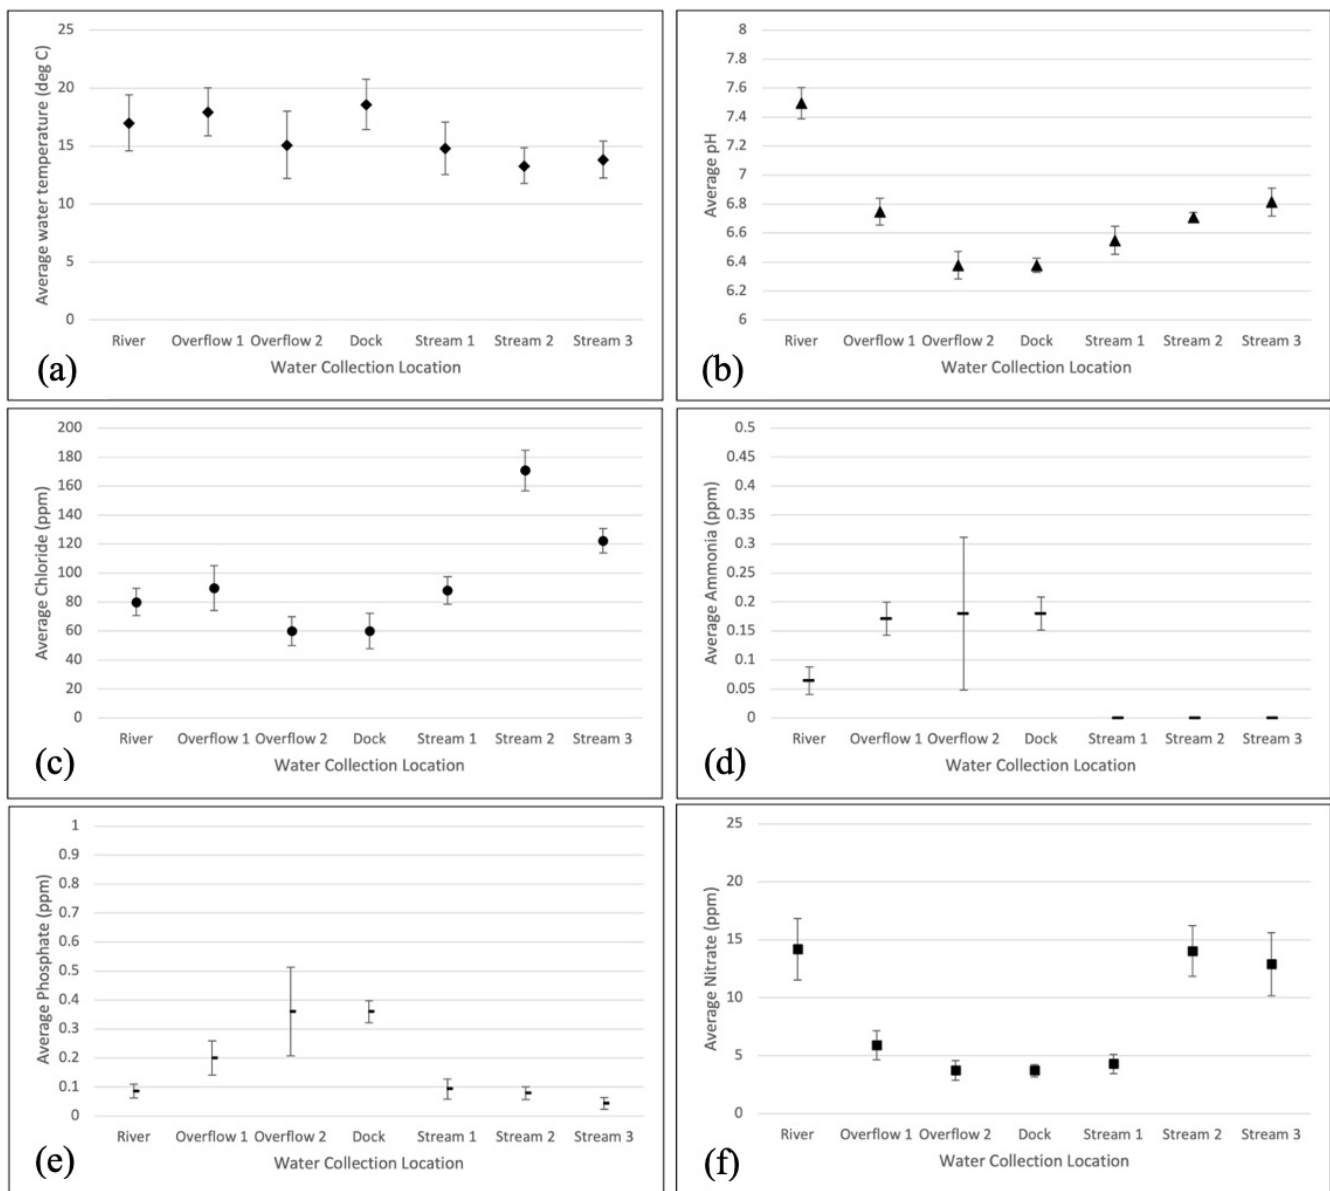 25
20
15
10
5
0
Average water temperature (deg C)
River Overflow 1 Overflow 2 Dock Stream 1 Stream 2 Stream 3
Water Collection Location
(a)
8
7.8
7.6
7.4
7.2
7
6.8
6.6
6.4
6.2
6
Average pH
River Overflow 1 Overflow 2 Dock Stream 1 Stream 2 Stream 3
Water Collection Location
(b)
200
180
160
140
120
100
80
60
40
20
0
Average Chloride (ppm)
River Overflow 1 Overflow 2 Dock Stream 1 Stream 2 Stream 3
Water Collection Location
(c)
0.5
0.45
0.4
0.35
0.3
0.25
0.2
0.15
0.1
0.05
0
Average Ammonia (ppm)
River Overflow 1 Overflow 2 Dock Stream 1 Stream 2 Stream 3
Water Collection Location
(d)
1
0.9
0.8
0.7
0.6
0.5
0.4
0.3
0.2
0.1
0
Average Phosphate (ppm)
River Overflow 1 Overflow 2 Dock Stream 1 Stream 2 Stream 3
Water Collection Location
(e)
25
20
15
10
5
0
Average Nitrate (ppm)
River Overflow 1 Overflow 2 Dock Stream 1 Stream 2 Stream 3
Water Collection Location
(f)